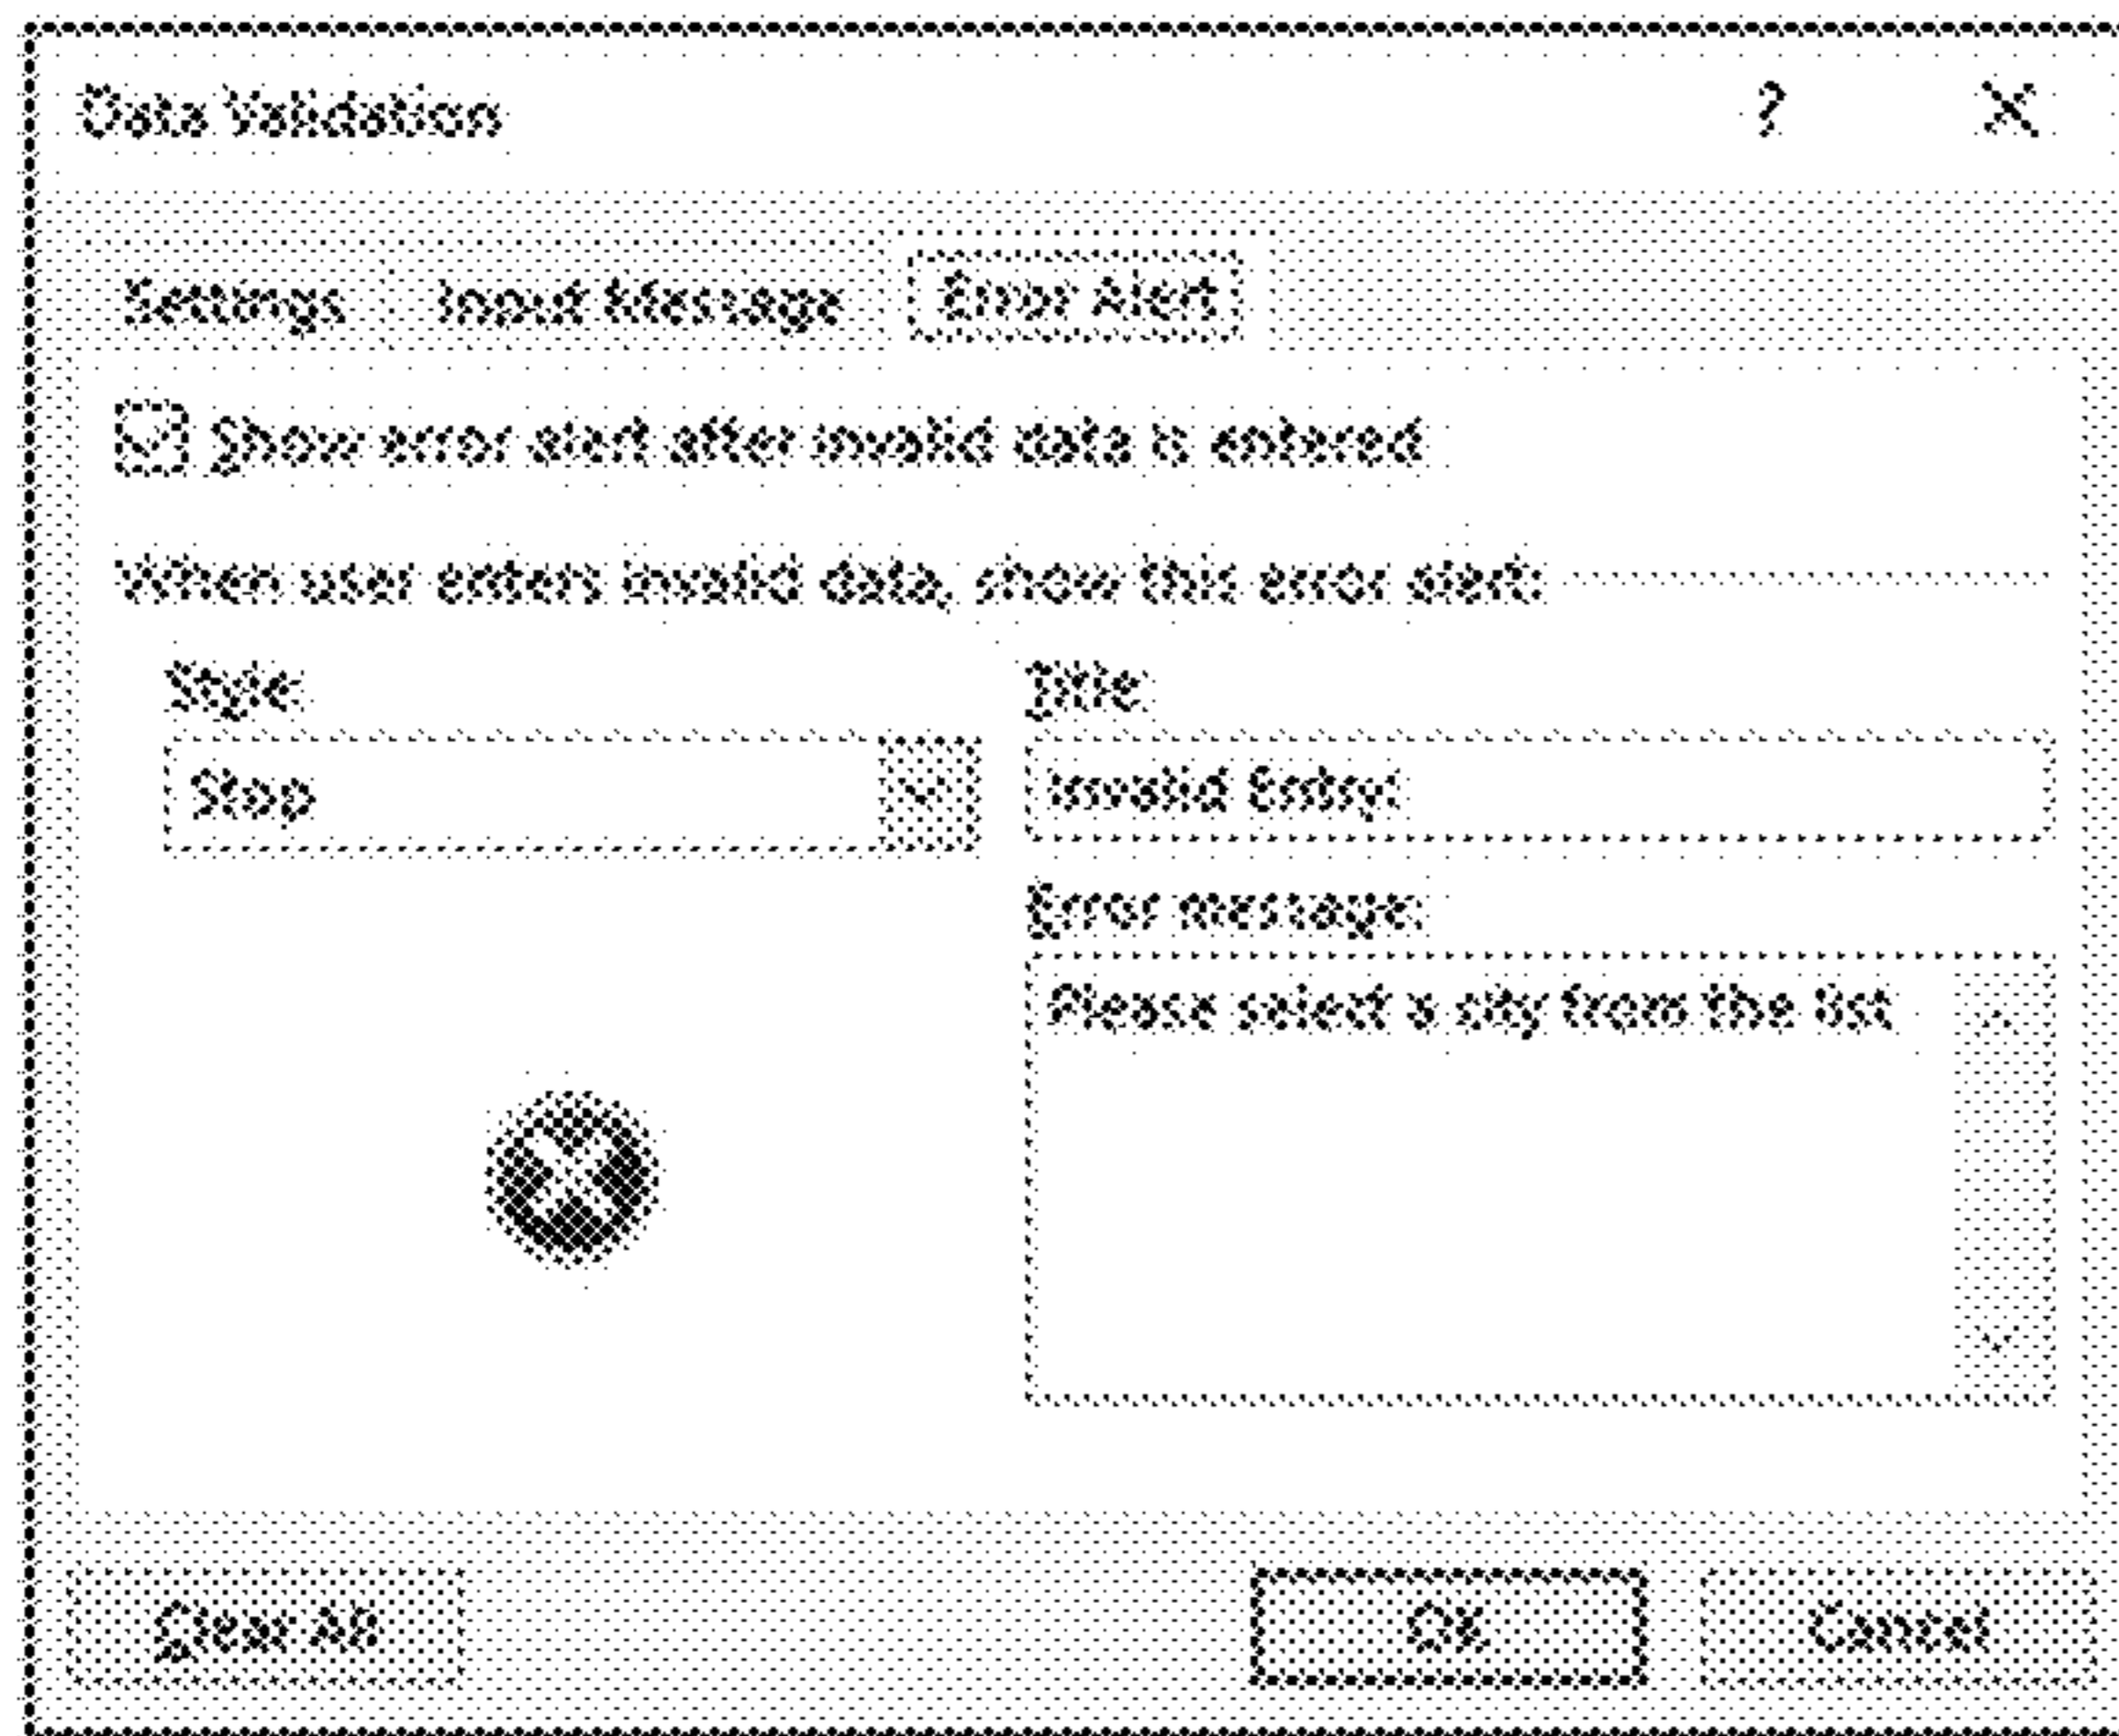 Data Validation ? X
Settings Input Message Error Alert
Show error alert after invalid data is entered
When user enters invalid data, show this error alert:
Style: Title:
Stop Invalid Entry!
Error message:
Please select a city from the list
Clear All OK Cancel